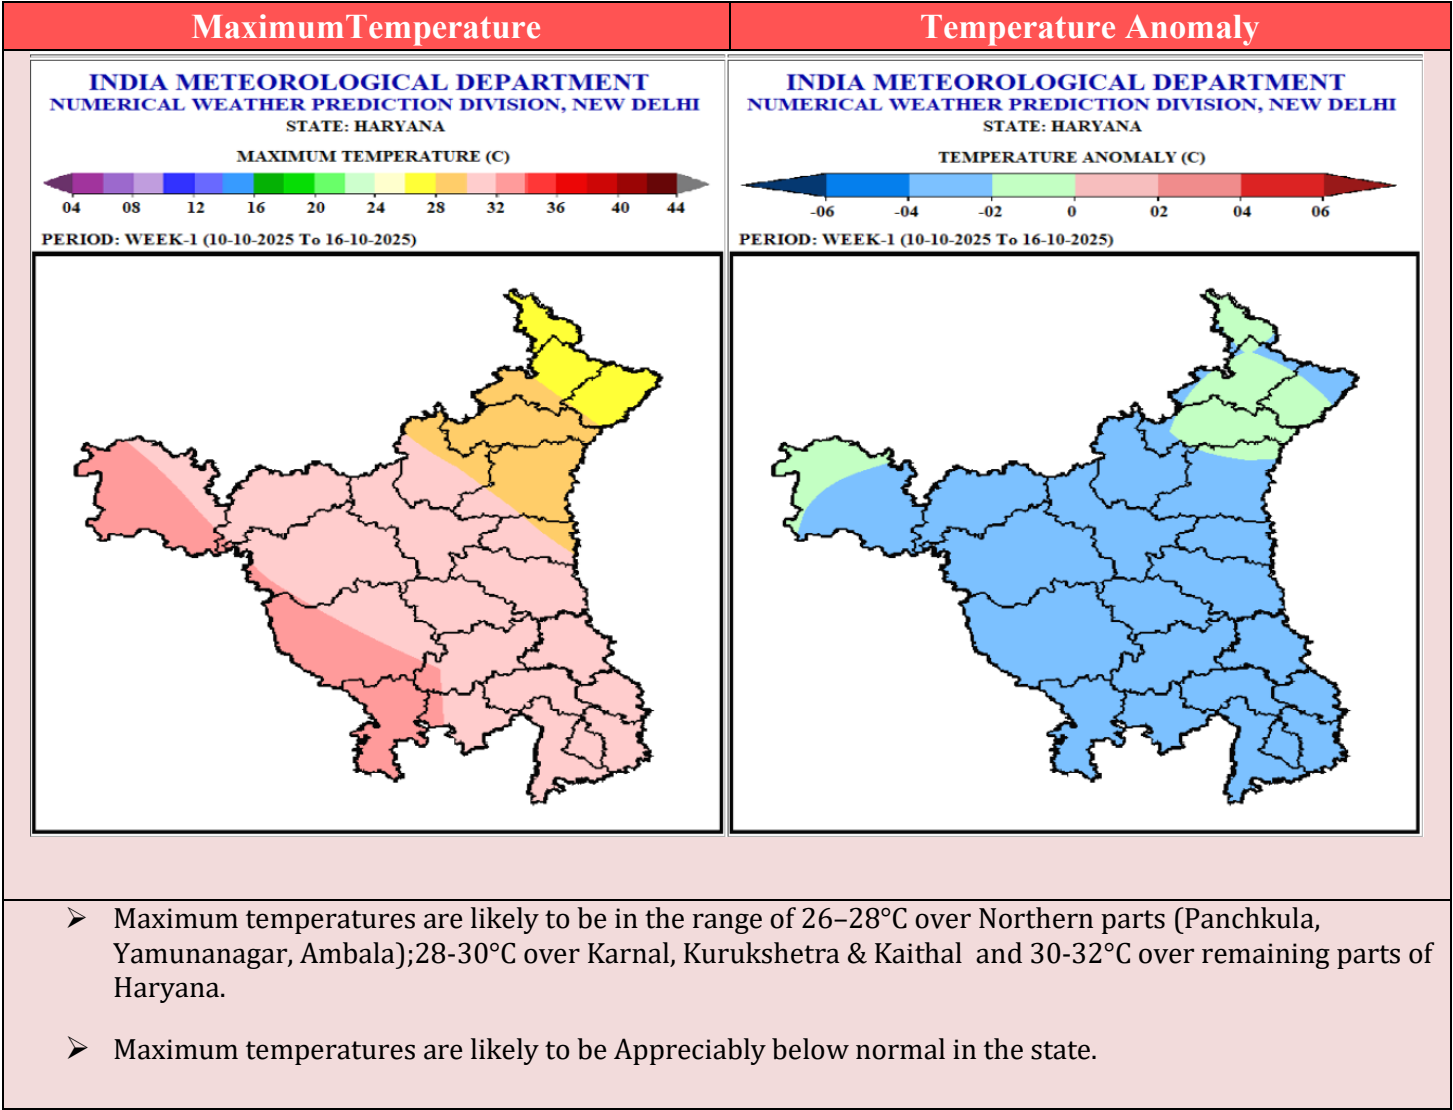 MaximumTemperature
Temperature Anomaly
INDIA METEOROLOGICAL DEPARTMENT
NUMERICAL WEATHER PREDICTION DIVISION, NEW DELHI
STATE: HARYANA
MAXIMUM TEMPERATURE (C)
04 08 12 16 20 24 28 32 36 40 44
PERIOD: WEEK-1 (10-10-2025 To 16-10-2025)
INDIA METEOROLOGICAL DEPARTMENT
NUMERICAL WEATHER PREDICTION DIVISION, NEW DELHI
STATE: HARYANA
TEMPERATURE ANOMALY (C)
-06 -04 -02 0 02 04 06
PERIOD: WEEK-1 (10-10-2025 To 16-10-2025)
➢ Maximum temperatures are likely to be in the range of 26–28°C over Northern parts (Panchkula,
Yamunanagar, Ambala);28-30°C over Karnal, Kurukshetra & Kaithal and 30-32°C over remaining parts of
Haryana.
➢ Maximum temperatures are likely to be Appreciably below normal in the state.